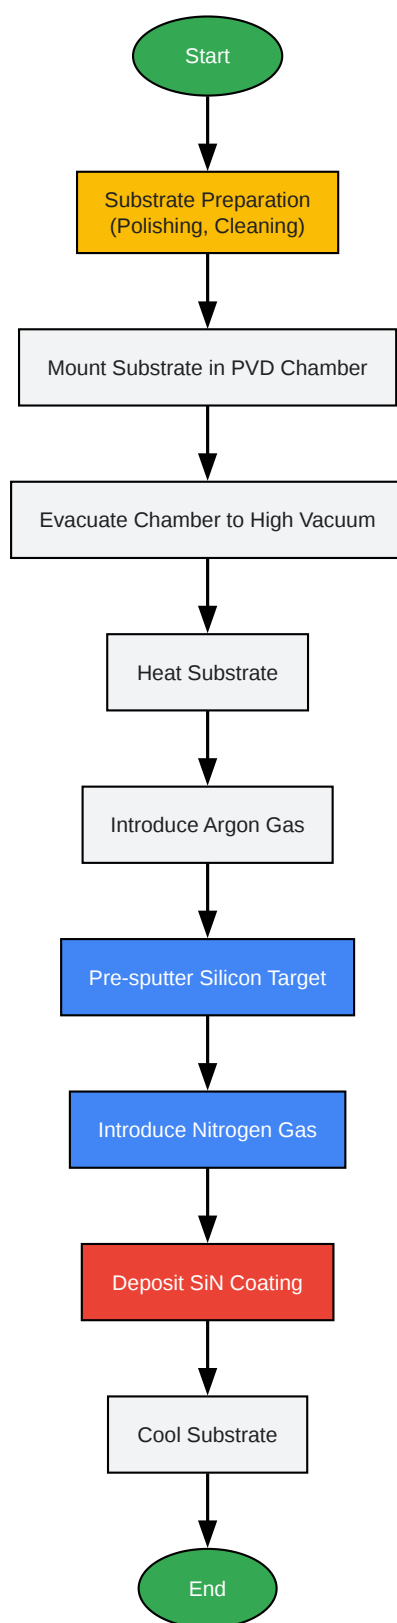 Start
Substrate Preparation
(Polishing, Cleaning)
Mount Substrate in PVD Chamber
Evacuate Chamber to High Vacuum
Heat Substrate
Introduce Argon Gas
Pre-sputter Silicon Target
Introduce Nitrogen Gas
Deposit SiN Coating
Cool Substrate
End